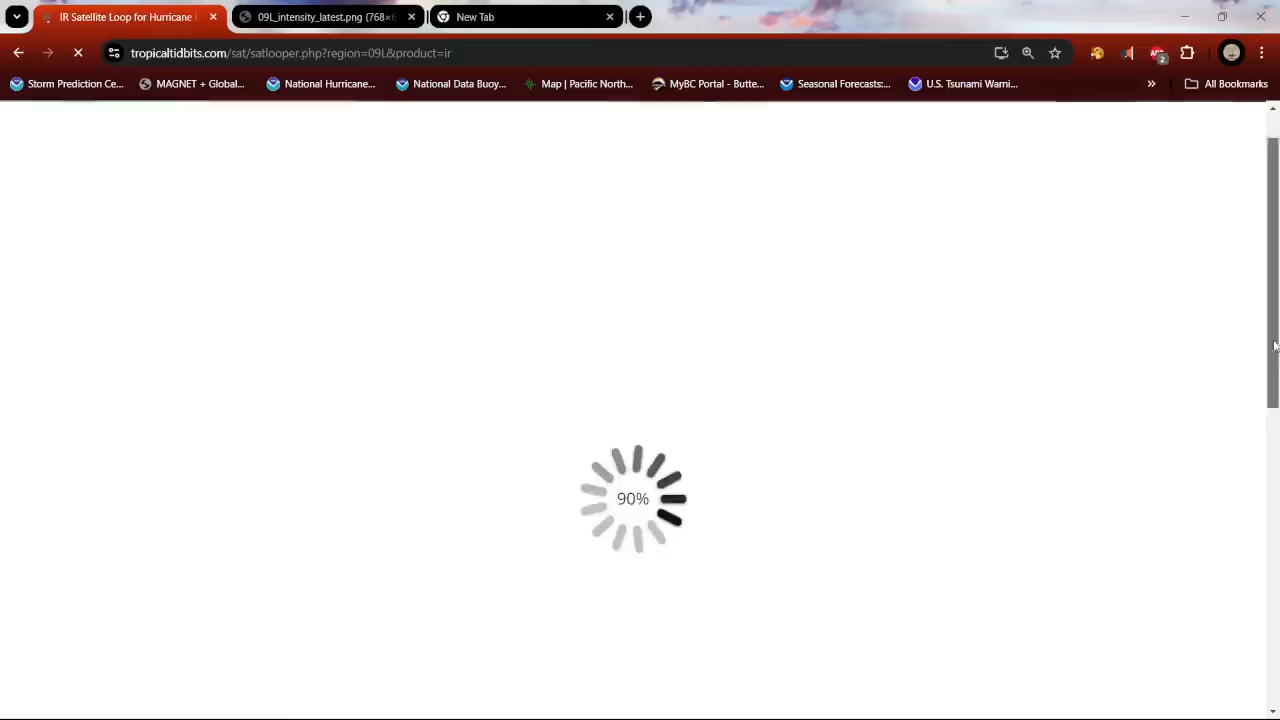 IR Satellite Loop for Hurricane
09L_intensity_latest.png (768×6
New Tab
tropicaltidbits.com/sat/satlooper.php?region=09L&product=ir
2
Storm Prediction Ce...
MAGNET + Global...
National Hurricane...
National Data Buoy...
Map | Pacific North...
MyBC Portal - Butte...
Seasonal Forecasts:...
U.S. Tsunami Warni...
All Bookmarks
90%